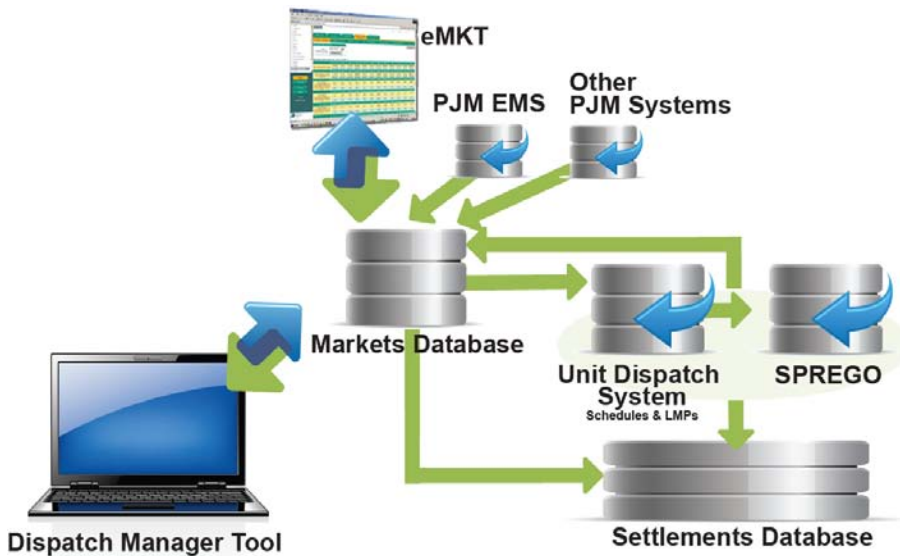 eMKT
PJM EMS
Other
PJM Systems
Markets Database
Unit Dispatch
System
Schedules & LMPs
SPREGO
Dispatch Manager Tool
Settlements Database